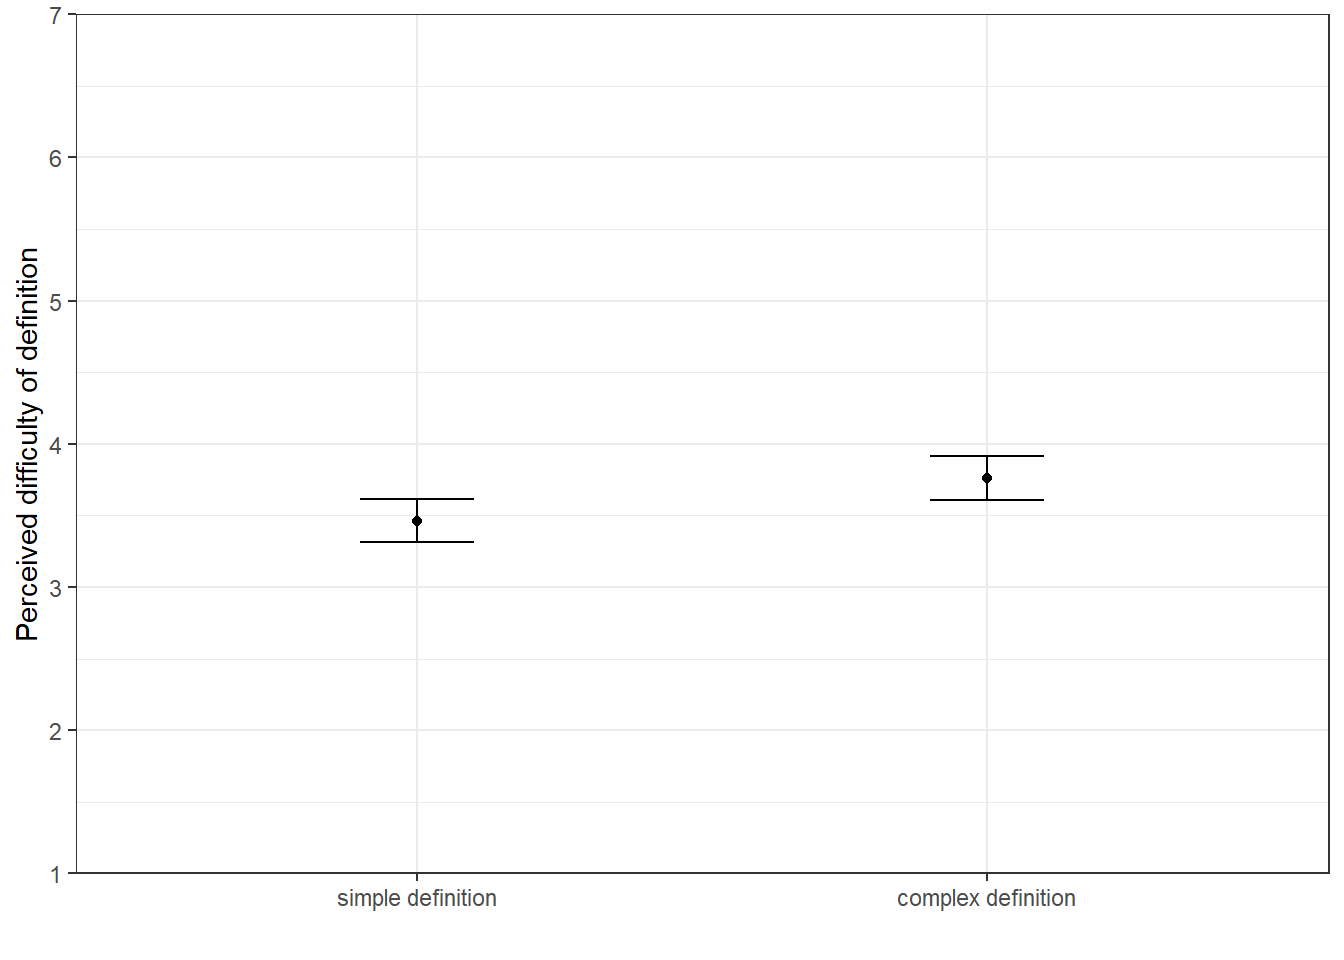 Perceived difficulty of definition
7
6
5
4
3
2
1
simple definition
complex definition